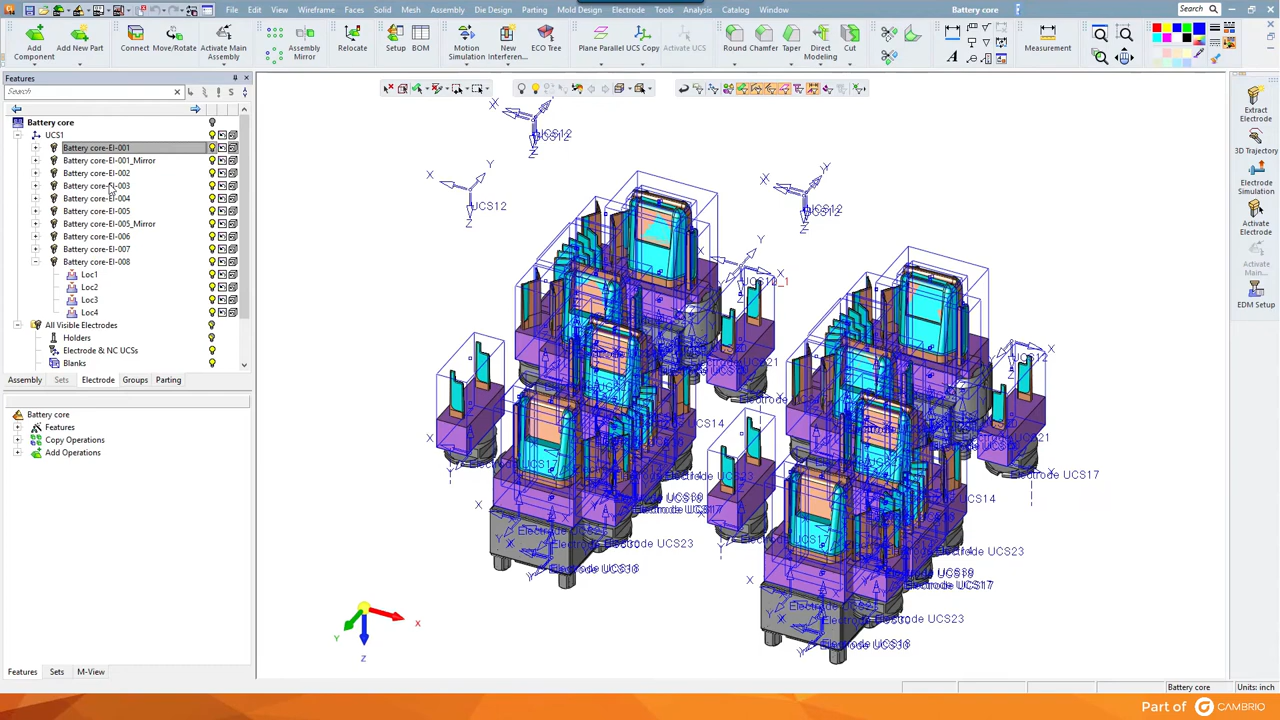 File Edit View Wireframe Faces Solid Mesh Assembly Die Design Parting Mold Design Electrode Tools Analysis Catalog Window
Battery core
Search
Add Component
Add New Part
Connect
Move/Rotate
Activate Main Assembly
Assembly Mirror
Relocate
Setup
BOM
Motion Simulation
New Interferen...
ECO Tree
Plane Parallel
UCS Copy
Activate UCS
Round
Chamfer
Taper
Direct Modeling
Cut
Measurement
Features
Search
Battery core
UCS1
Battery core-El-001
Battery core-El-001_Mirror
Battery core-El-002
Battery core-El-003
Battery core-El-004
Battery core-El-005
Battery core-El-005_Mirror
Battery core-El-006
Battery core-El-007
Battery core-El-008
Loc1
Loc2
Loc3
Loc4
All Visible Electrodes
Holders
Electrode & NC UCSs
Blanks
Assembly Sets Electrode Groups Parting
Battery core
Features
Copy Operations
Add Operations
Features Sets M-View
UCS12
UCS12
UCS12
UCS12
Electrode UCS23
Electrode UCS23
Electrode UCS17
X
Y
Z
Extract Electrode
3D Trajectory
Electrode Simulation
Activate Electrode
Activate Main...
EDM Setup
Battery core
Units: inch
Part of CAMBRIO